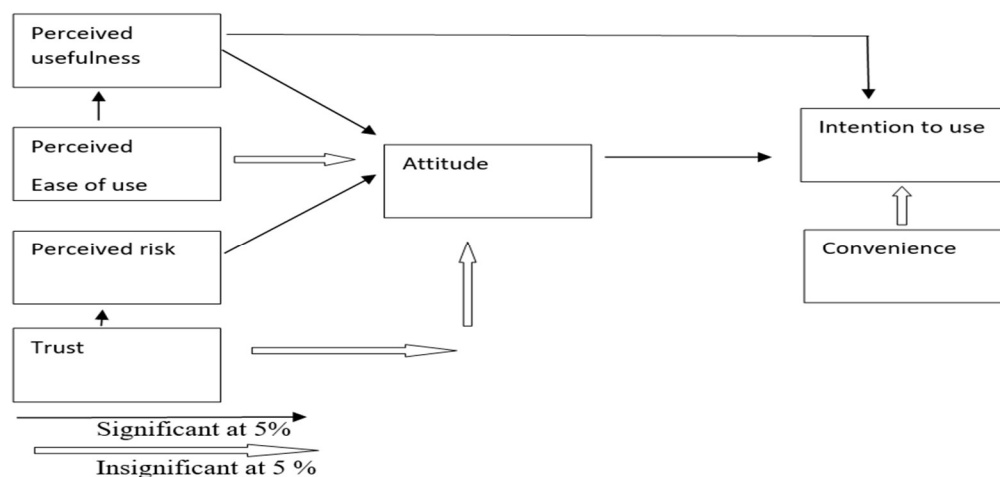 Perceived
usefulness
Perceived
Ease of use
Attitude
Intention to use
Perceived risk
Convenience
Trust
Significant at 5%
Insignificant at 5 %